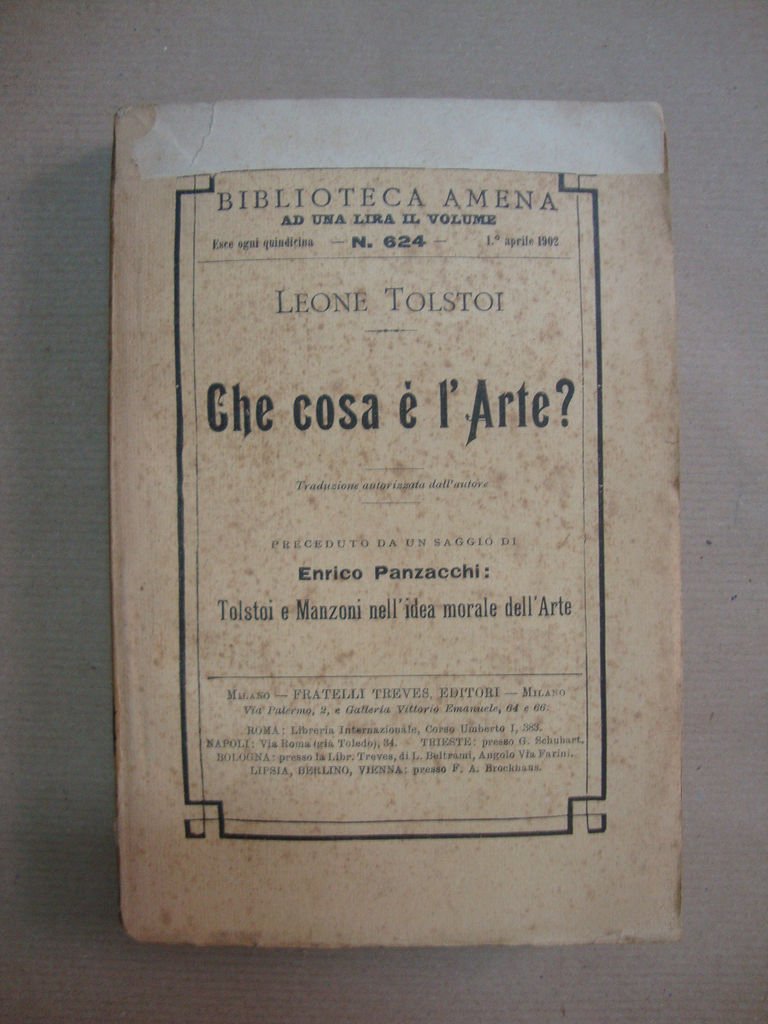 BIBLIOTECA AMENA
AD UNA LIRA IL VOLUME
Esce ogni quindicina — N. 624 — 1.º aprile 1902
LEONE TOLSTOI
Che cosa è l'Arte?
Traduzione autorizzata dall'autore
PRECEDUTO DA UN SAGGIO DI
Enrico Panzacchi:
Tolstoi e Manzoni nell'idea morale dell'Arte
MILANO — FRATELLI TREVES, EDITORI — MILANO
Via Palermo, 2, e Galleria Vittorio Emanuele, 64 e 66.
ROMA: Libreria Internazionale, Corso Umberto I, 383.
NAPOLI: Via Roma (già Toledo), 34. TRIESTE: presso G. Schubart.
BOLOGNA: presso la Libr. Treves, di L. Beltrami, Angolo Via Farini.
LIPSIA, BERLINO, VIENNA: presso F. A. Brockhaus.